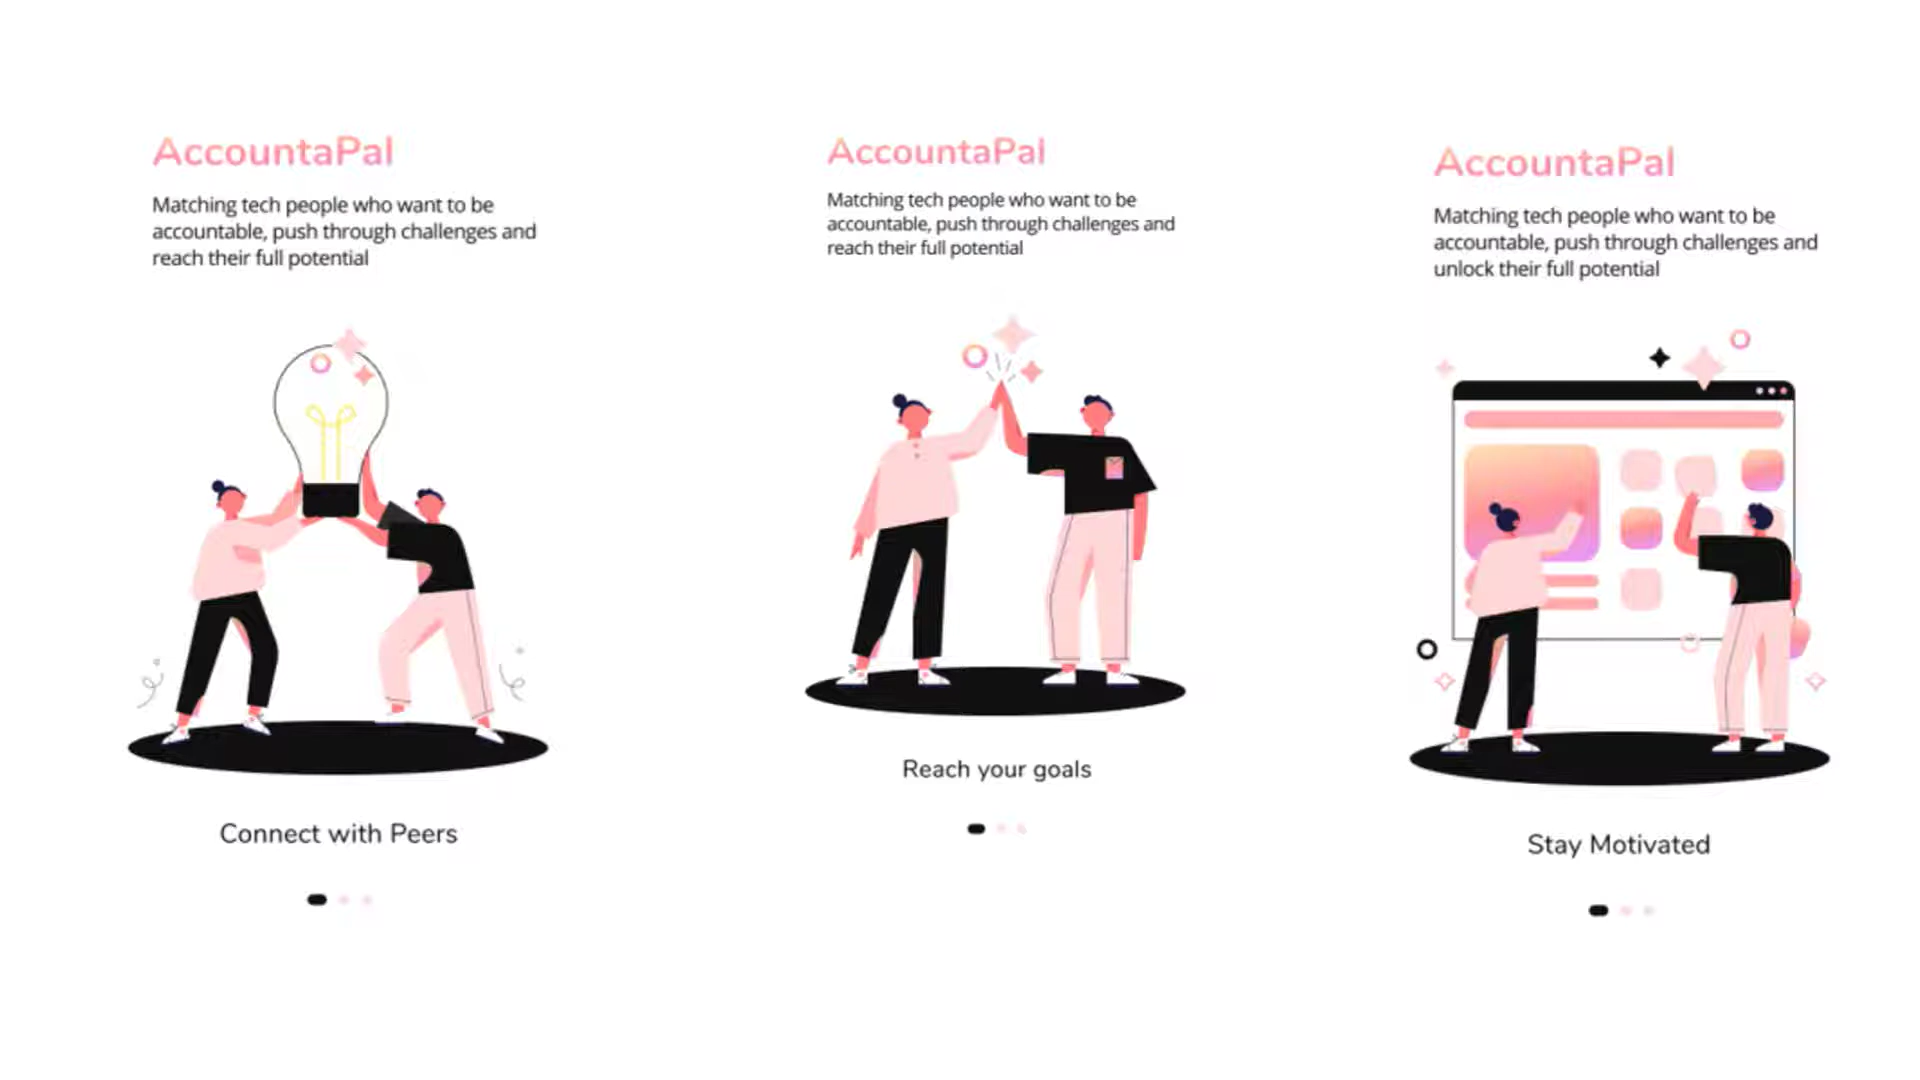 AccountaPal
Matching tech people who want to be
accountable, push through challenges and
reach their full potential
Connect with Peers
AccountaPal
Matching tech people who want to be
accountable, push through challenges and
reach their full potential
Reach your goals
AccountaPal
Matching tech people who want to be
accountable, push through challenges and
unlock their full potential
Stay Motivated